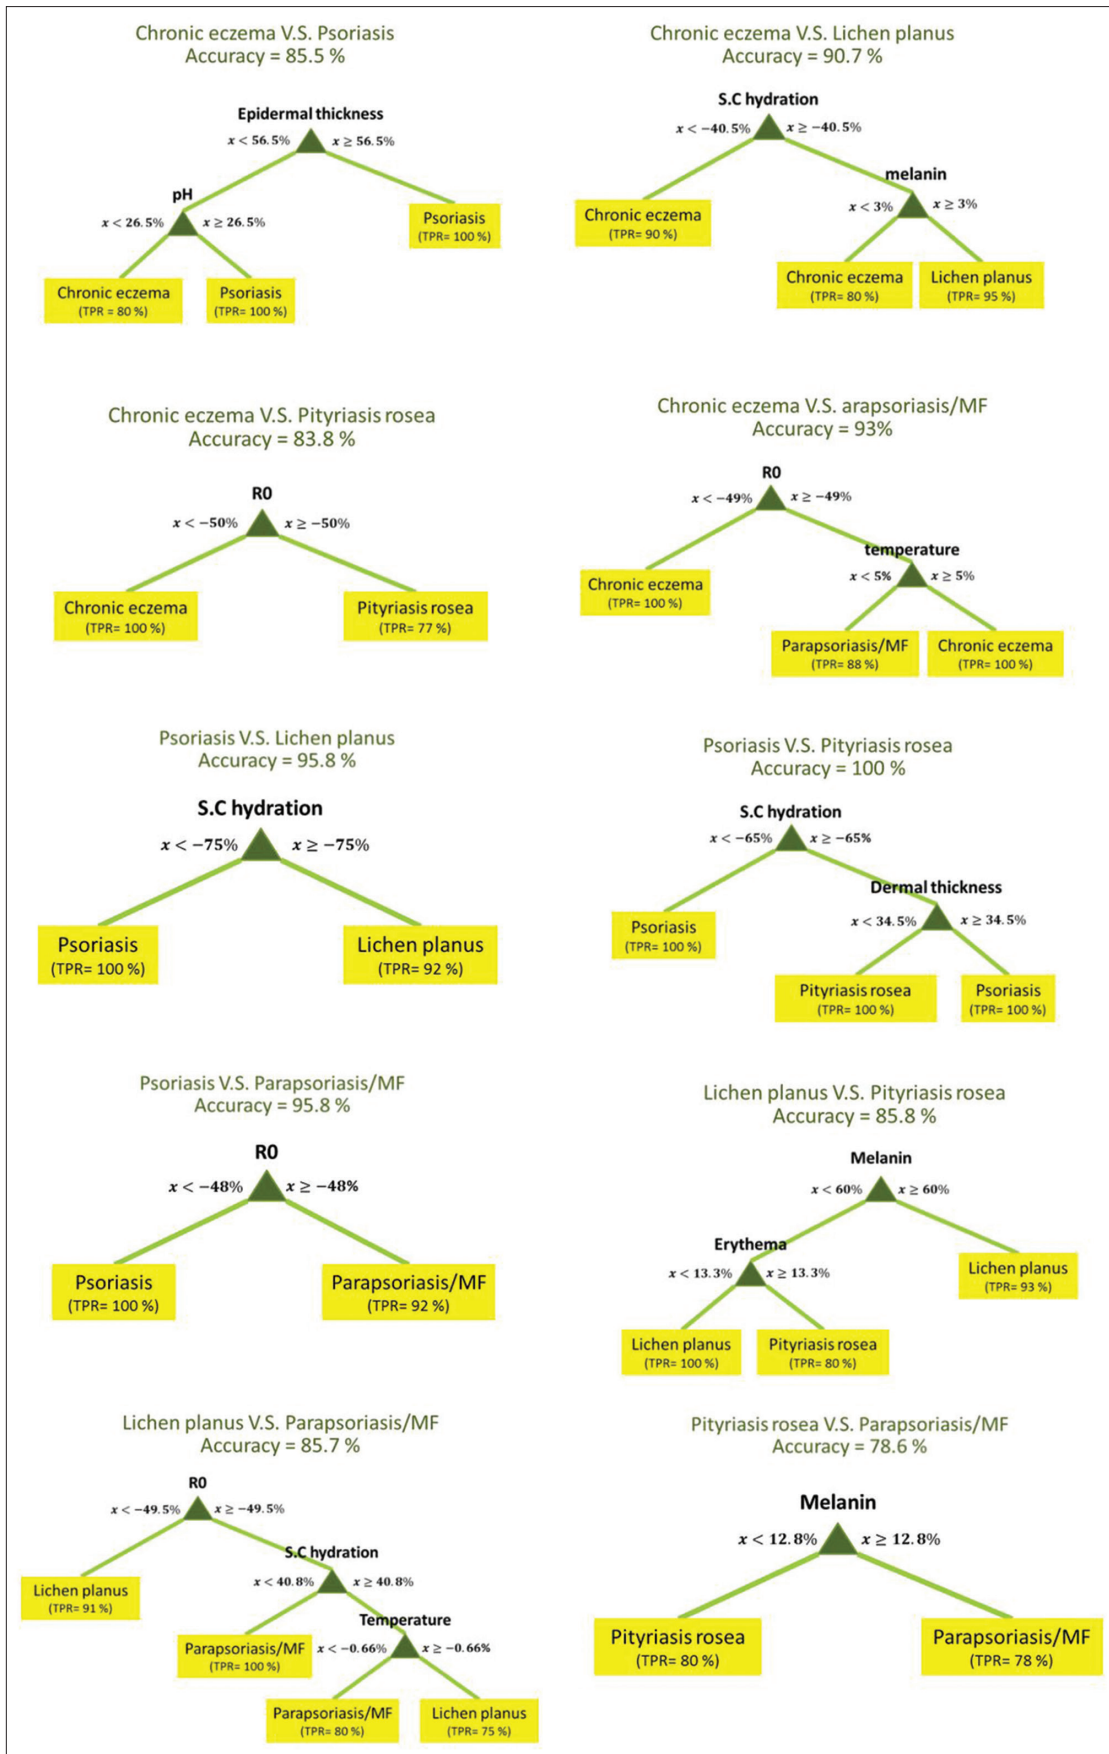 Chronic eczema V.S. Psoriasis
Accuracy = 85.5 %
Epidermal thickness
x < 56.5%
x ≥ 56.5%
pH
x < 26.5%
x ≥ 26.5%
Psoriasis
(TPR= 100 %)
Chronic eczema
(TPR = 80 %)
Psoriasis
(TPR= 100 %)
Chronic eczema V.S. Lichen planus
Accuracy = 90.7 %
S.C hydration
x < −40.5%
x ≥ −40.5%
melanin
x < 3%
x ≥ 3%
Chronic eczema
(TPR= 90 %)
Chronic eczema
(TPR= 80 %)
Lichen planus
(TPR= 95 %)
Chronic eczema V.S. Pityriasis rosea
Accuracy = 83.8 %
R0
x < −50%
x ≥ −50%
Chronic eczema
(TPR= 100 %)
Pityriasis rosea
(TPR= 77 %)
Chronic eczema V.S. arapsoriasis/MF
Accuracy = 93%
R0
x < −49%
x ≥ −49%
temperature
x < 5%
x ≥ 5%
Chronic eczema
(TPR= 100 %)
Parapsoriasis/MF
(TPR= 88 %)
Chronic eczema
(TPR= 100 %)
Psoriasis V.S. Lichen planus
Accuracy = 95.8 %
S.C hydration
x < −75%
x ≥ −75%
Psoriasis
(TPR= 100 %)
Lichen planus
(TPR= 92 %)
Psoriasis V.S. Pityriasis rosea
Accuracy = 100 %
S.C hydration
x < −65%
x ≥ −65%
Dermal thickness
x < 34.5%
x ≥ 34.5%
Psoriasis
(TPR= 100 %)
Pityriasis rosea
(TPR= 100 %)
Psoriasis
(TPR= 100 %)
Psoriasis V.S. Parapsoriasis/MF
Accuracy = 95.8 %
R0
x < −48%
x ≥ −48%
Psoriasis
(TPR= 100 %)
Parapsoriasis/MF
(TPR= 92 %)
Lichen planus V.S. Pityriasis rosea
Accuracy = 85.8 %
Melanin
x < 60%
x ≥ 60%
Erythema
x < 13.3%
x ≥ 13.3%
Lichen planus
(TPR= 93 %)
Lichen planus
(TPR= 100 %)
Pityriasis rosea
(TPR= 80 %)
Lichen planus V.S. Parapsoriasis/MF
Accuracy = 85.7 %
R0
x < −49.5%
x ≥ −49.5%
S.C hydration
x < 40.8%
x ≥ 40.8%
Lichen planus
(TPR= 91 %)
Temperature
x < −0.66%
x ≥ −0.66%
Parapsoriasis/MF
(TPR= 100 %)
Parapsoriasis/MF
(TPR= 80 %)
Lichen planus
(TPR= 75 %)
Pityriasis rosea V.S. Parapsoriasis/MF
Accuracy = 78.6 %
Melanin
x < 12.8%
x ≥ 12.8%
Pityriasis rosea
(TPR= 80 %)
Parapsoriasis/MF
(TPR= 78 %)